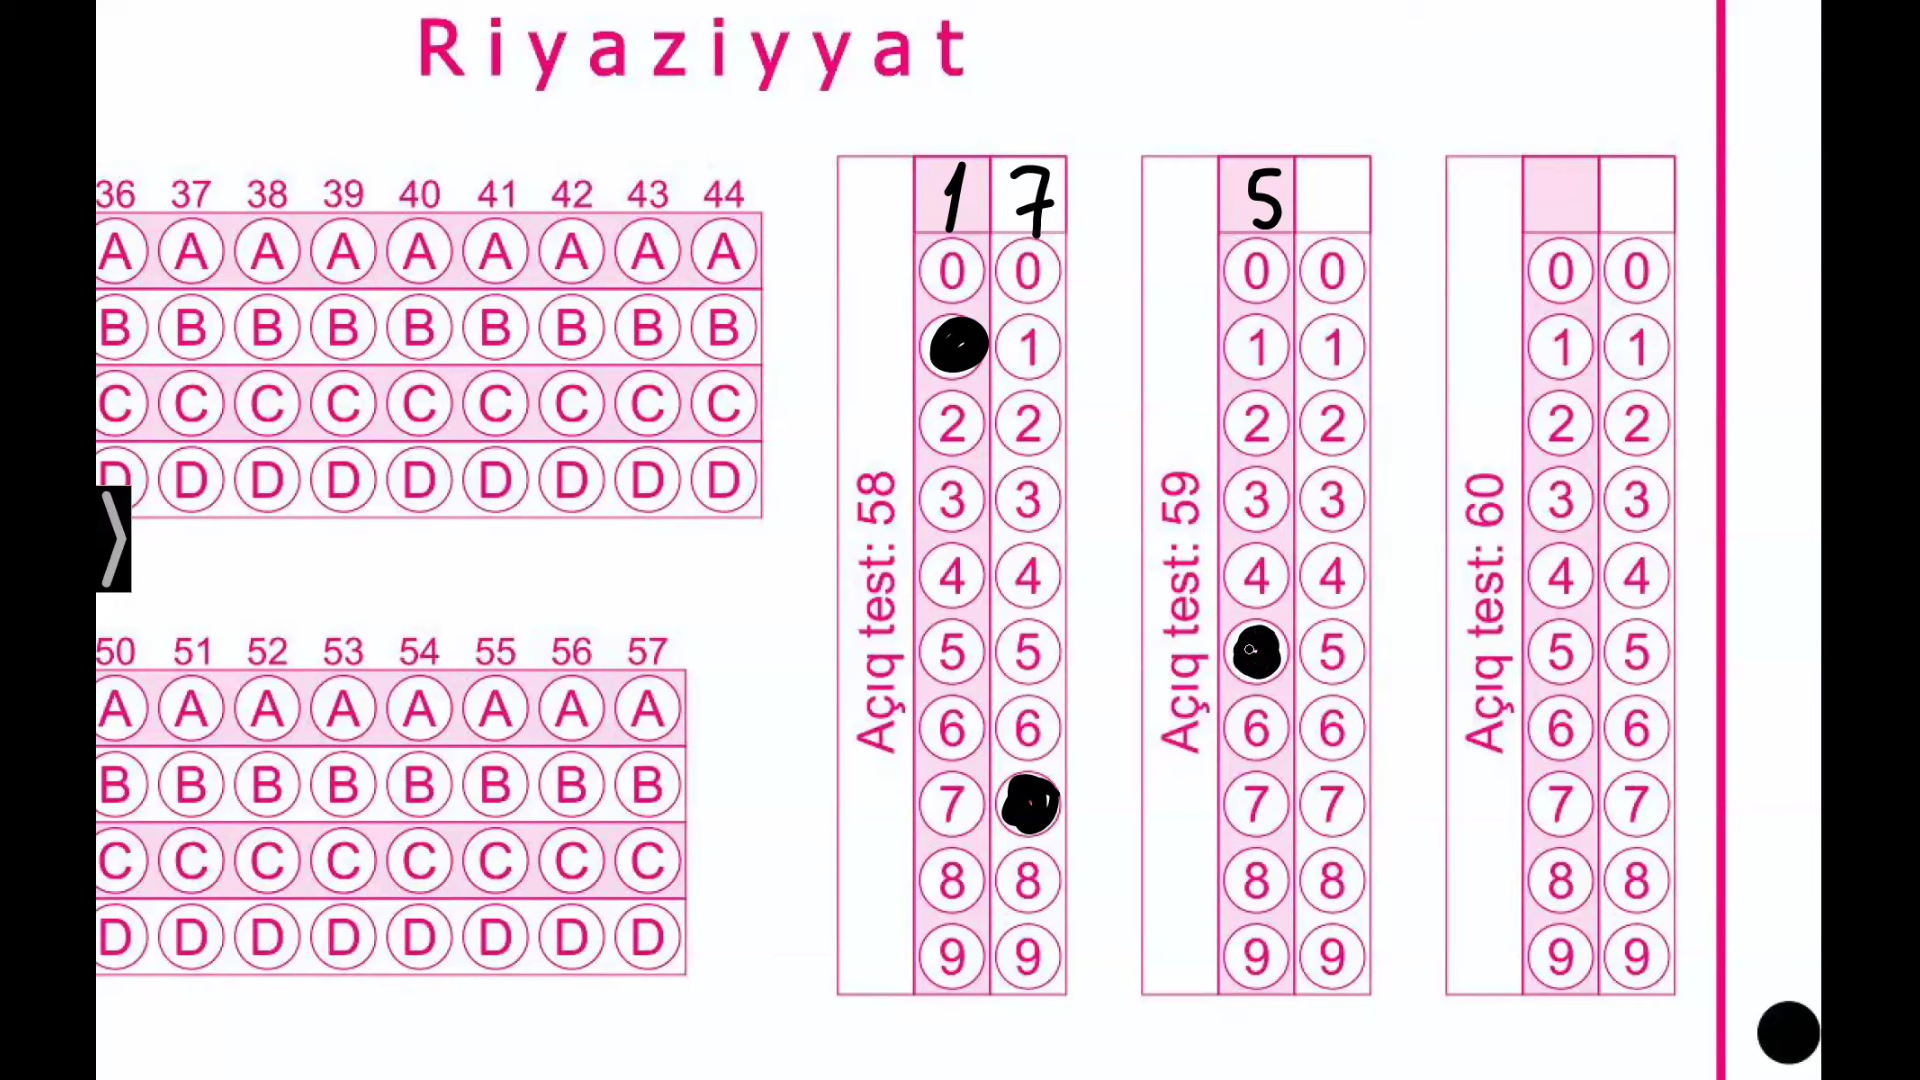 Riyaziyyat
36 37 38 39 40 41 42 43 44
A A A A A A A A A
B B B B B B B B B
C C C C C C C C C
D D D D D D D D D
50 51 52 53 54 55 56 57
A A A A A A A A
B B B B B B B B
C C C C C C C C
D D D D D D D D
Açıq test: 58
1 7
0 0
1
2 2
3 3
4 4
5 5
6 6
7
8 8
9 9
Açıq test: 59
5
0 0
1 1
2 2
3 3
4 4
5
6 6
7 7
8 8
9 9
Açıq test: 60
0 0
1 1
2 2
3 3
4 4
5 5
6 6
7 7
8 8
9 9